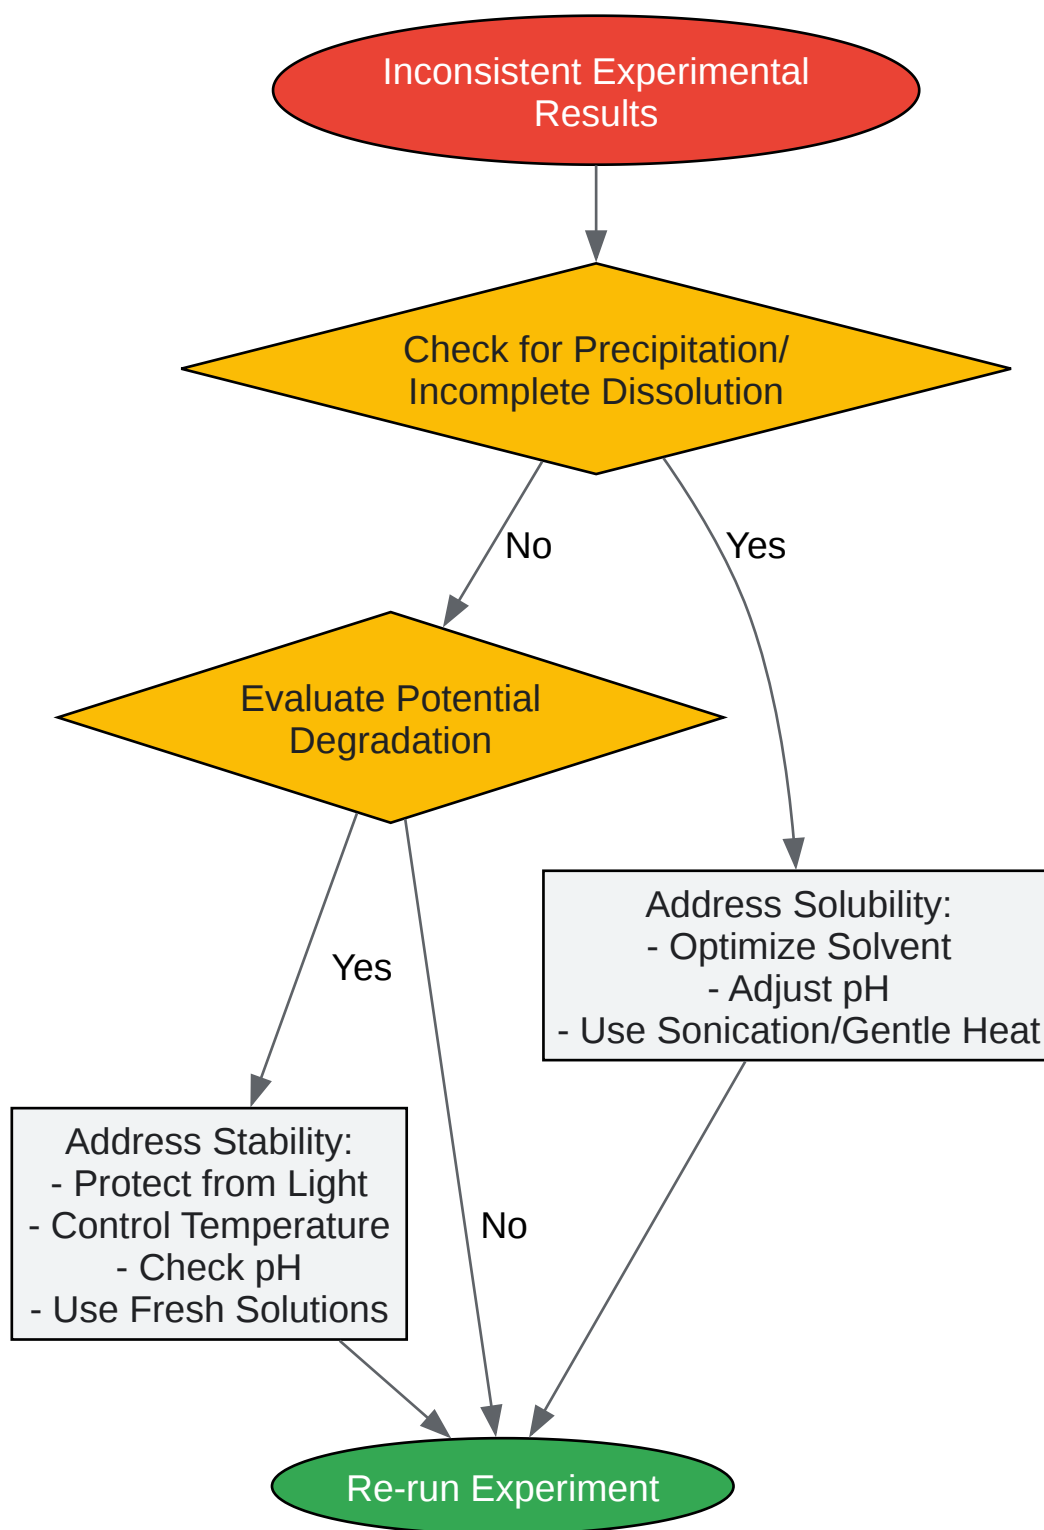 Inconsistent Experimental
Results
Check for Precipitation/
Incomplete Dissolution
No
Yes
Evaluate Potential
Degradation
Address Solubility:
- Optimize Solvent
- Adjust pH
- Use Sonication/Gentle Heat
Yes
Address Stability:
- Protect from Light
- Control Temperature
- Check pH
- Use Fresh Solutions
No
Re-run Experiment